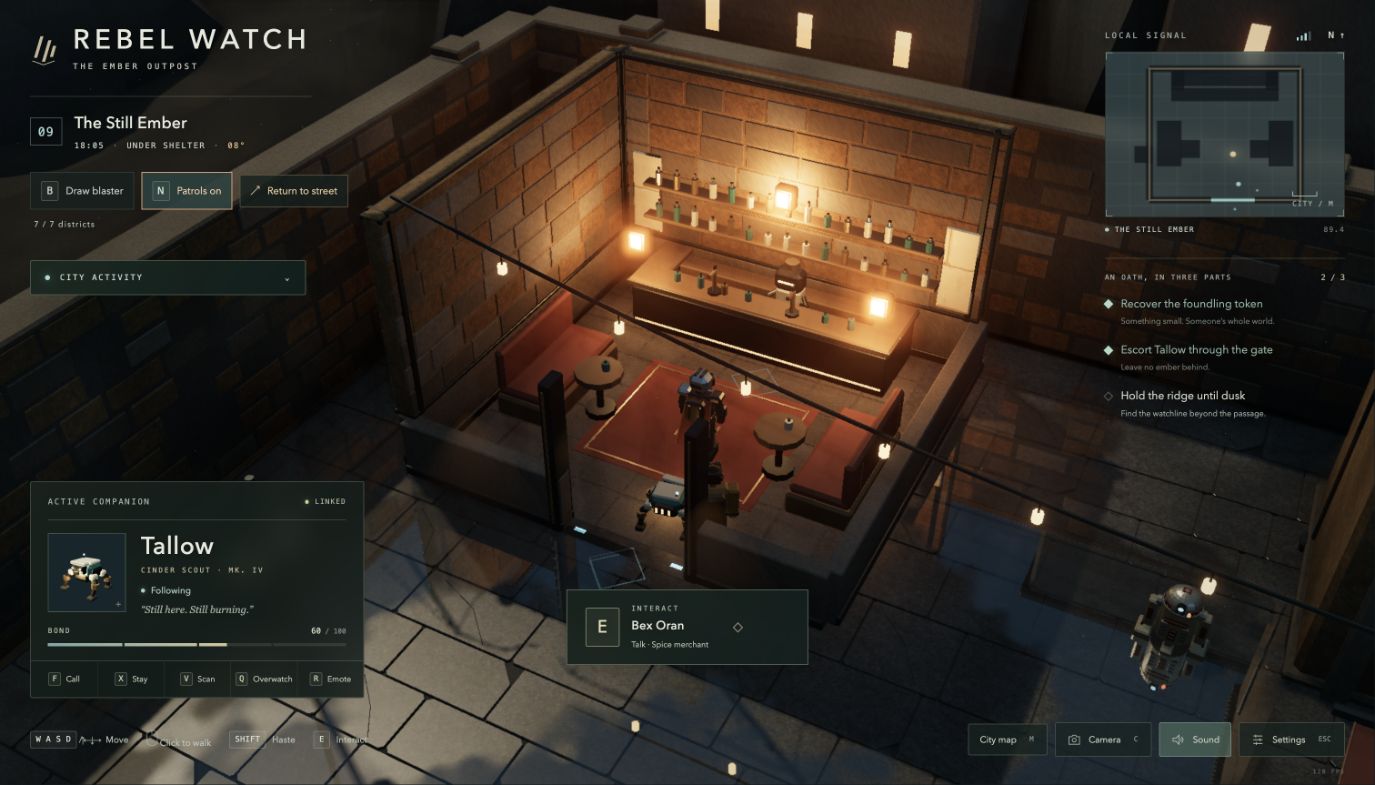 REBEL WATCH
THE EMBER OUTPOST
09
The Still Ember
18:05 · UNDER SHELTER · 08°
B Draw blaster
N Patrols on
Return to street
7 / 7 districts
CITY ACTIVITY
ACTIVE COMPANION
LINKED
Tallow
CINDER SCOUT · MK. IV
Following
"Still here. Still burning."
BOND
60 / 100
F Call
X Stay
V Scan
Q Overwatch
R Emote
W A S D / Move
Click to walk
SHIFT Haste
E Interact
INTERACT
E
Bex Oran
Talk · Spice merchant
LOCAL SIGNAL
N ↑
CITY / M
THE STILL EMBER
89.4
AN OATH, IN THREE PARTS
2 / 3
Recover the foundling token
Something small. Someone's whole world.
Escort Tallow through the gate
Leave no ember behind.
Hold the ridge until dusk
Find the watchline beyond the passage.
City map M
Camera C
Sound
Settings ESC